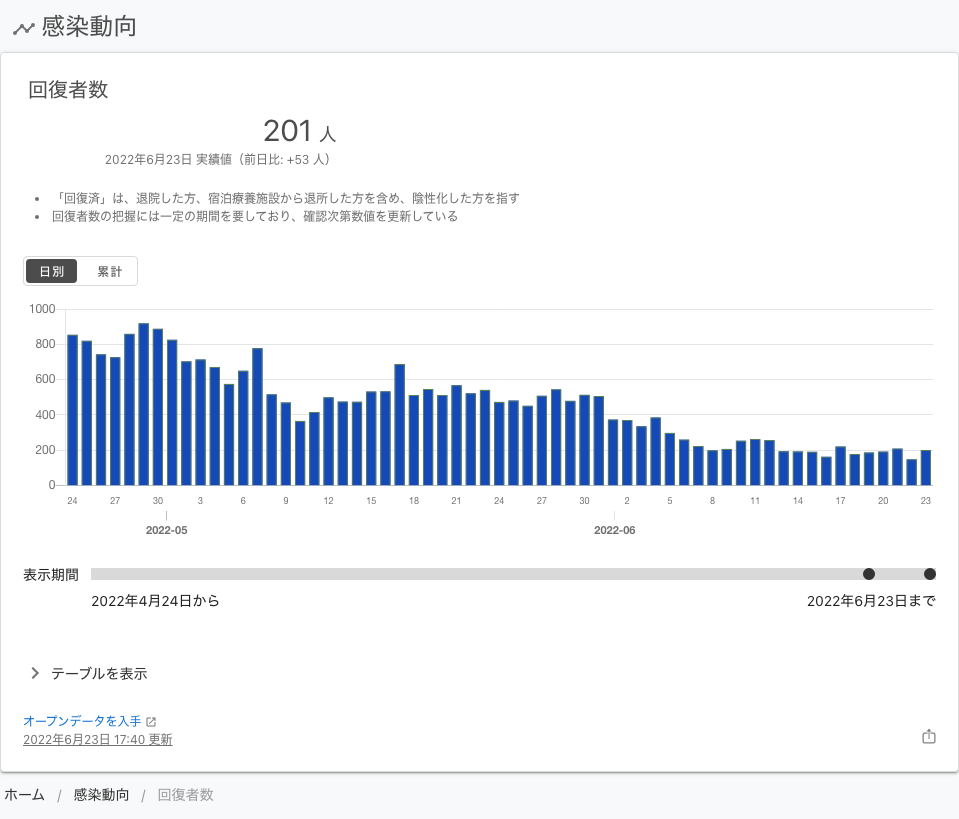 感染動向
回復者数
201 人
2022年6月23日 実績値（前日比: +53 人）
「回復済」は、退院した方、宿泊療養施設から退所した方を含め、陰性化した方を指す
回復者数の把握には一定の期間を要しており、確認次第数値を更新している
日別 累計
1000
800
600
400
200
0
24 27 30 3 6 9 12 15 18 21 24 27 30 2 5 8 11 14 17 20 23
2022-05 2022-06
表示期間
2022年4月24日から 2022年6月23日まで
テーブルを表示
オープンデータを入手
2022年6月23日 17:40 更新
ホーム / 感染動向 / 回復者数